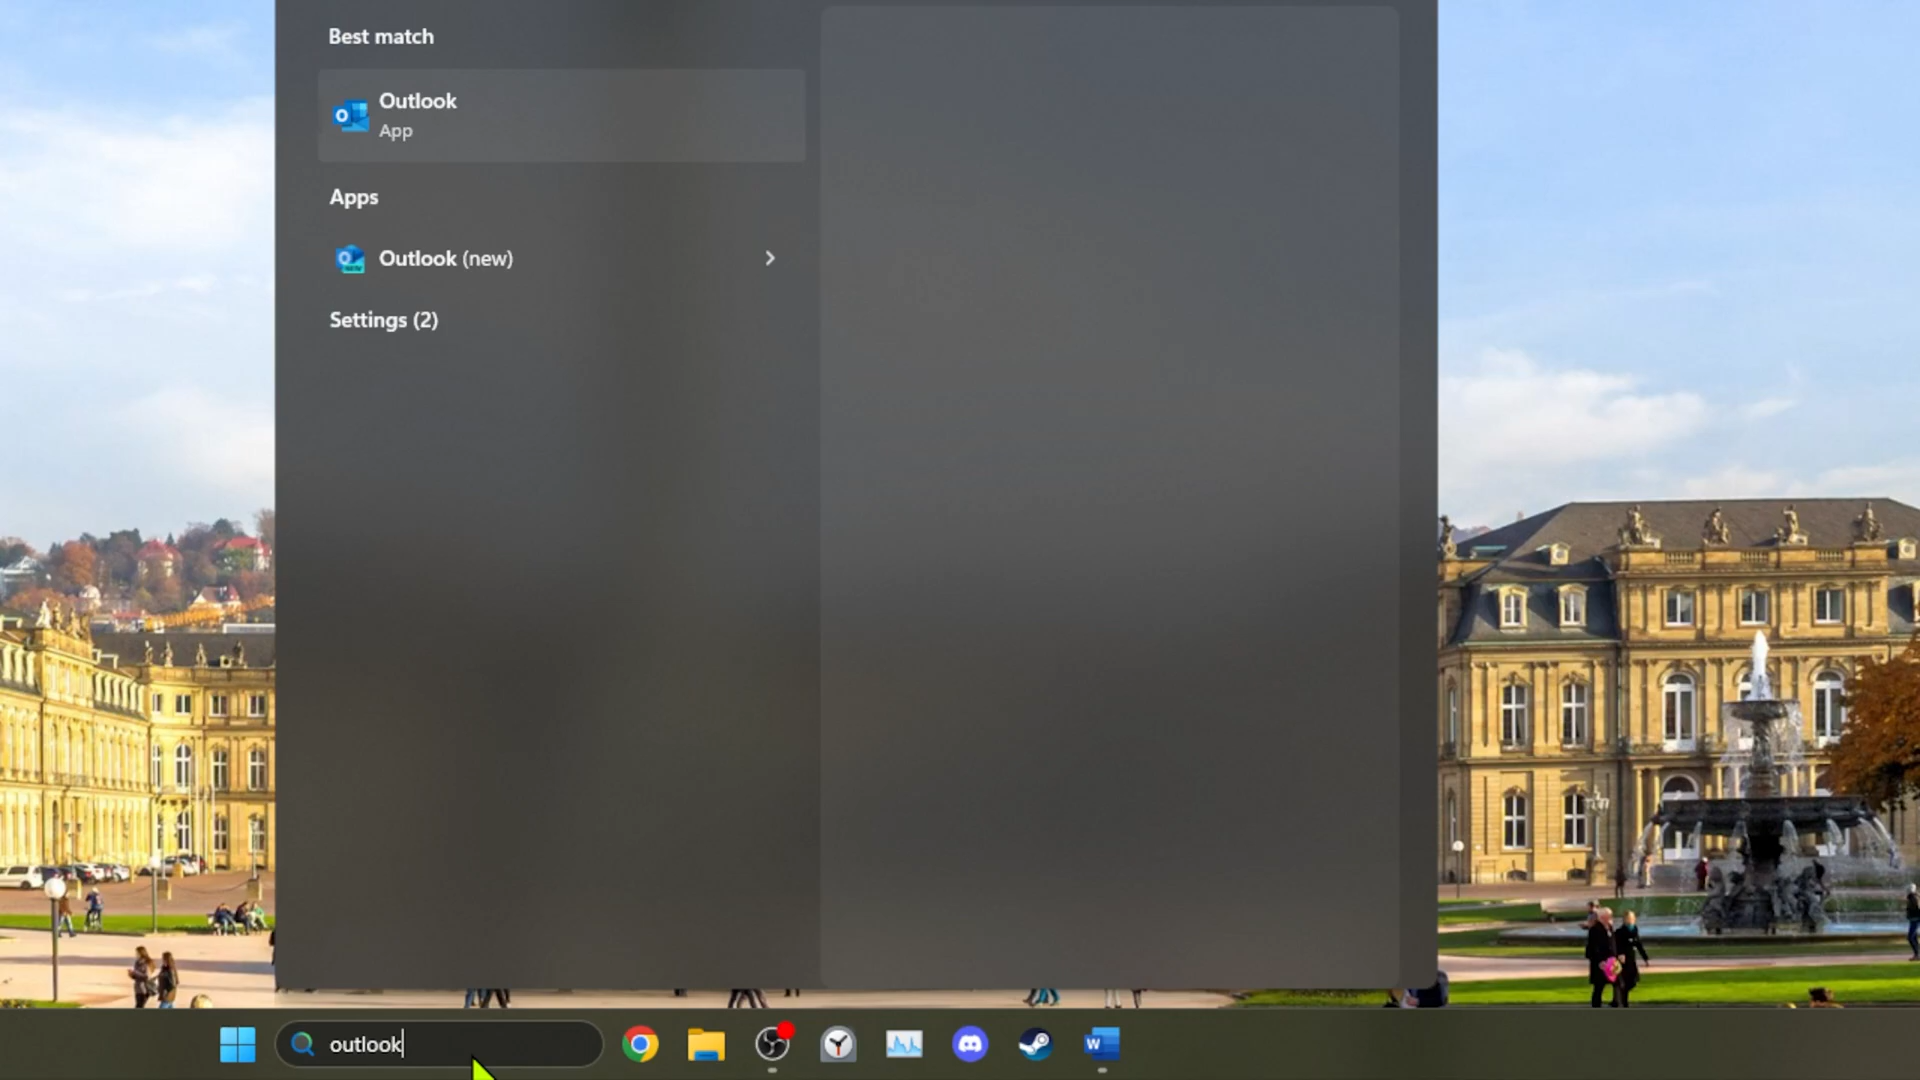 Best match
Outlook
App
Apps
Outlook (new)
Settings (2)
outlook